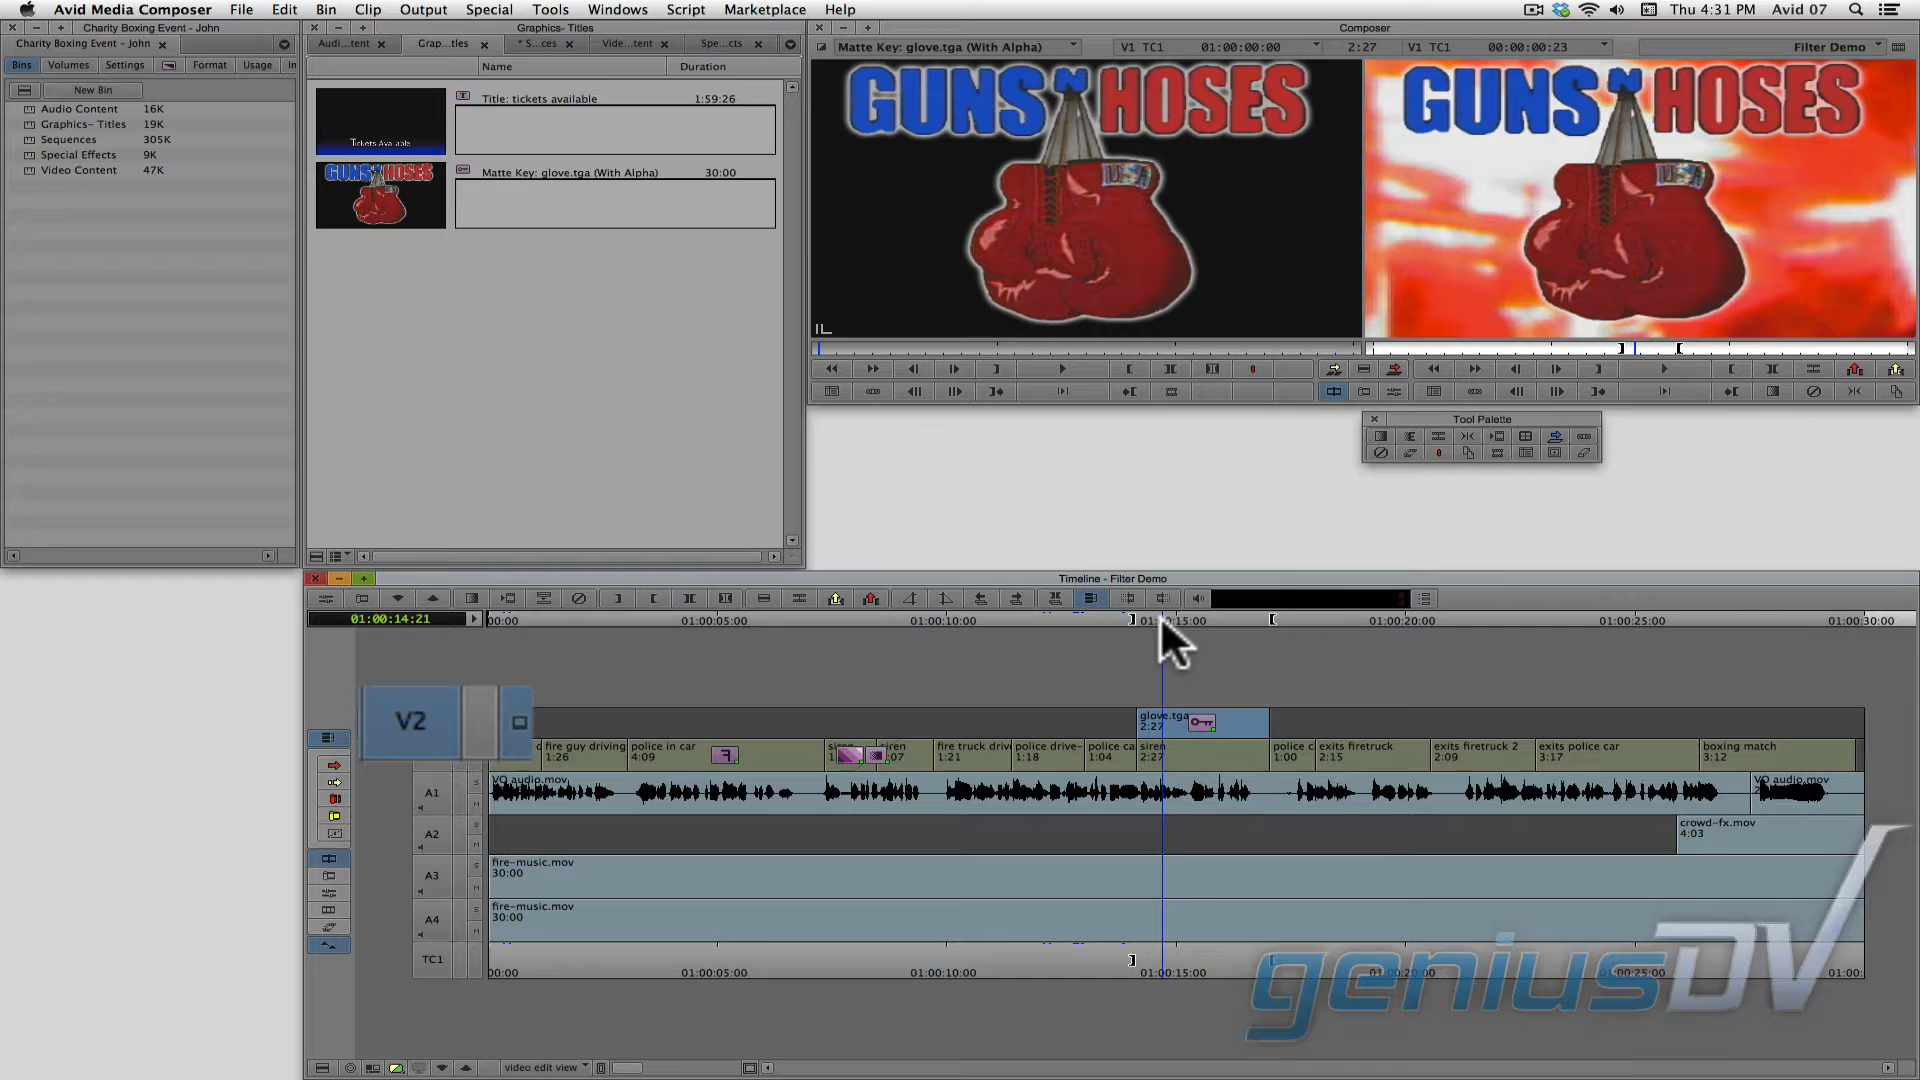 Avid Media Composer File Edit Bin Clip Output Special Tools Windows Script Marketplace Help Thu 4:31 PM Avid 07
Charity Boxing Event - John
Charity Boxing Event - John
Bins Volumes Settings Format Usage In
New Bin
Audio Content 16K
Graphics- Titles 19K
Sequences 305K
Special Effects 9K
Video Content 47K
Graphics- Titles
Audi...tent Grap...tles * S...ces Vide...tent Spe...cts
Name Duration
Title: tickets available 1:59:26
Tickets Available
Matte Key: glove.tga (With Alpha) 30:00
GUNS N HOSES
Composer
Matte Key: glove.tga (With Alpha) V1 TC1 01:00:00:00 2:27 V1 TC1 00:00:00:23 Filter Demo
GUNS N HOSES
GUNS N HOSES
Tool Palette
Timeline - Filter Demo
01:00:14:21
00:00 01:00:05:00 01:00:10:00 01:00:15:00 01:00:20:00 01:00:25:00 01:00:30:00
V2
glove.tga
2:27
fire guy driving
1:26
police in car
4:09
siren
siren
:07
fire truck driv
1:21
police drive-
1:18
police ca
1:04
siren
2:27
police c
1:00
exits firetruck
2:15
exits firetruck 2
2:09
exits police car
3:17
boxing match
3:12
A1
VO audio.mov
VO audio.mov
A2
crowd-fx.mov
4:03
A3
fire-music.mov
30:00
A4
fire-music.mov
30:00
TC1
00:00 01:00:05:00 01:00:10:00 01:00:15:00 01:00:20:00 01:00:25:00 01:00:
geniusDV
video edit view